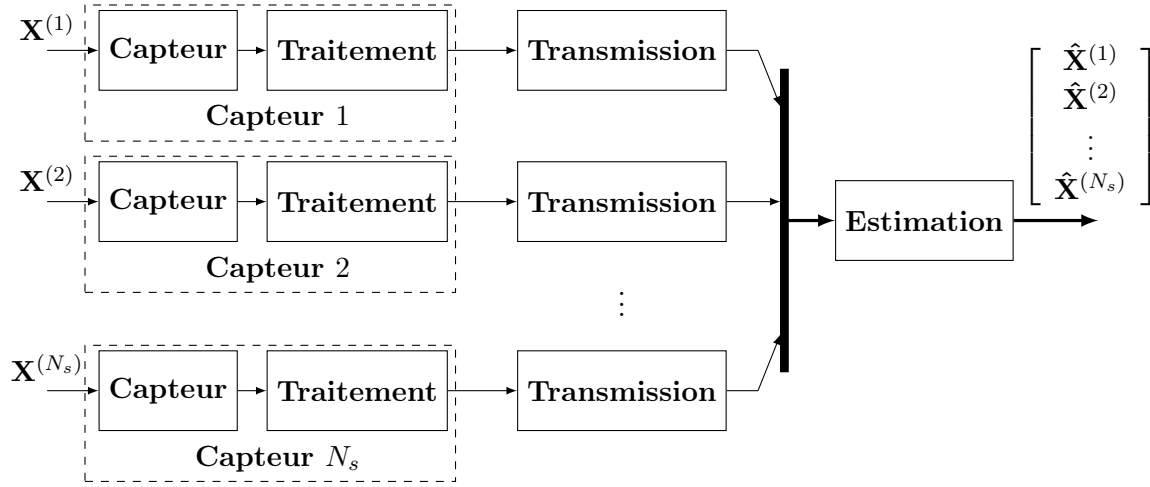 X^(1)
Capteur
Traitement
Transmission
Capteur 1
X^(2)
Capteur
Traitement
Transmission
Capteur 2
⋮
X^(N_s)
Capteur
Traitement
Transmission
Capteur N_s
Estimation
X̂^(1)
X̂^(2)
⋮
X̂^(N_s)